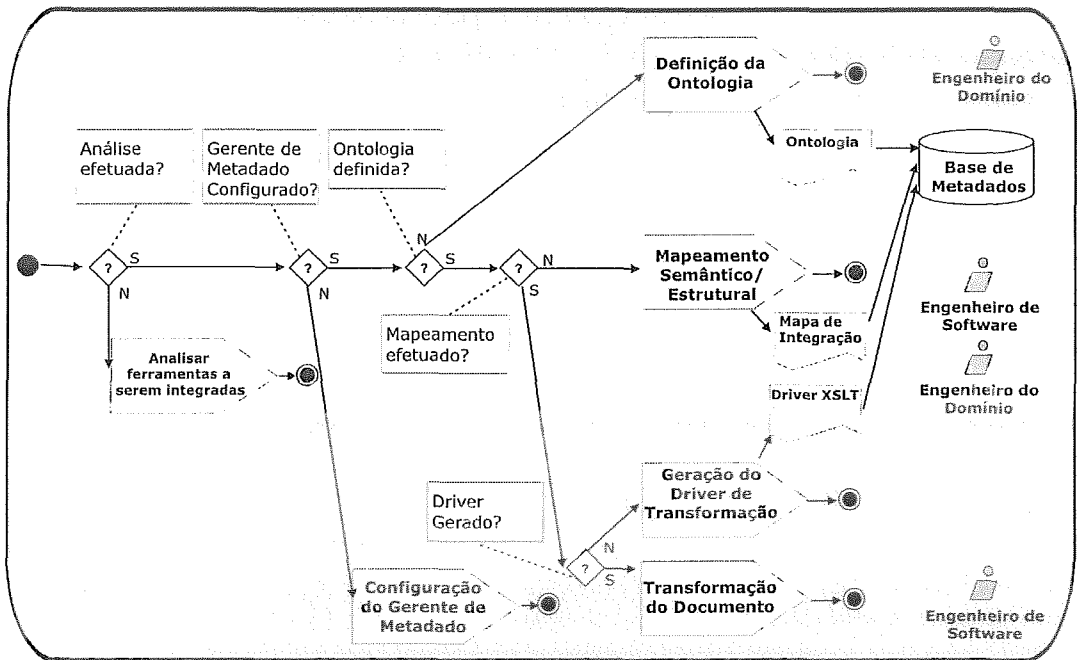 Definição da
Ontologia
Engenheiro do
Domínio
Análise
efetuada?
Gerente de
Metadado
Configurado?
Ontologia
definida?
Ontologia
Base de
Metadados
N
?
S
N
?
S
N
?
S
?
N
S
Mapeamento
Semântico/
Estrutural
Engenheiro de
Software
Mapeamento
efetuado?
Mapa de
Integração
Analisar
ferramentas a
serem integradas
Engenheiro do
Domínio
Driver XSLT
Driver
Gerado?
Geração do
Driver de
Transformação
?
N
S
Configuração
do Gerente de
Metadado
Transformação
do Documento
Engenheiro de
Software